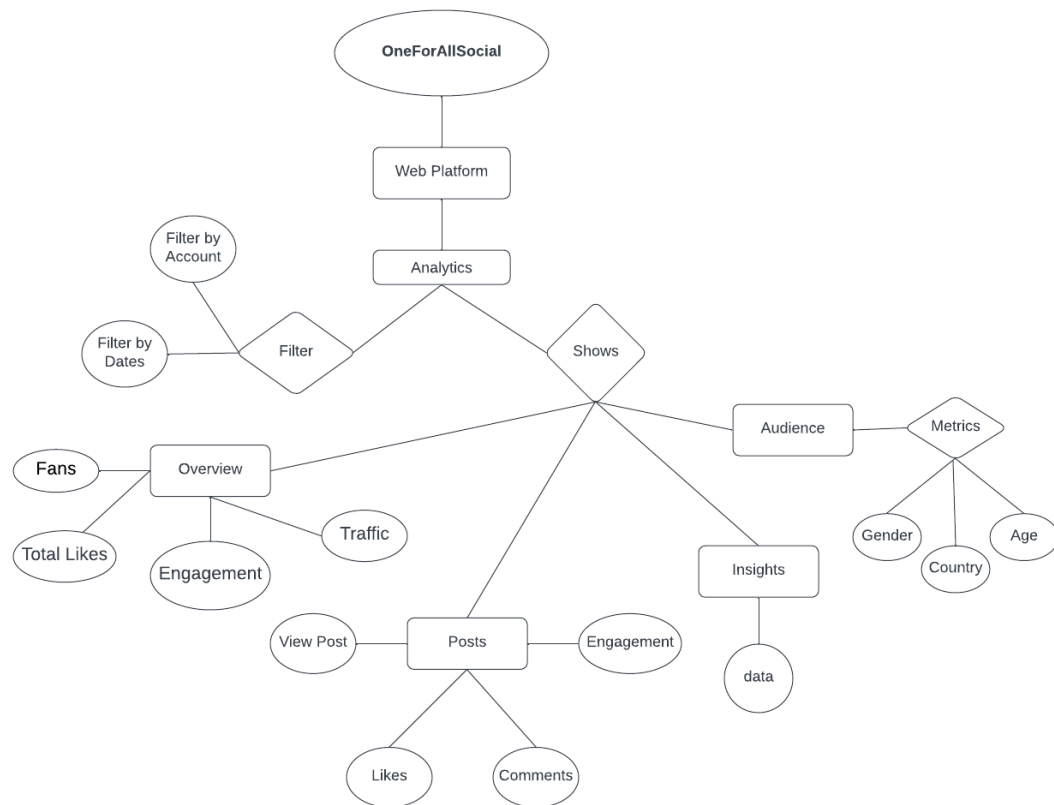 OneForAllSocial
Web Platform
Analytics
Filter by
Account
Filter by
Dates
Filter
Shows
Audience
Metrics
Gender
Country
Age
Overview
Fans
Total Likes
Engagement
Traffic
Insights
data
Posts
View Post
Engagement
Likes
Comments